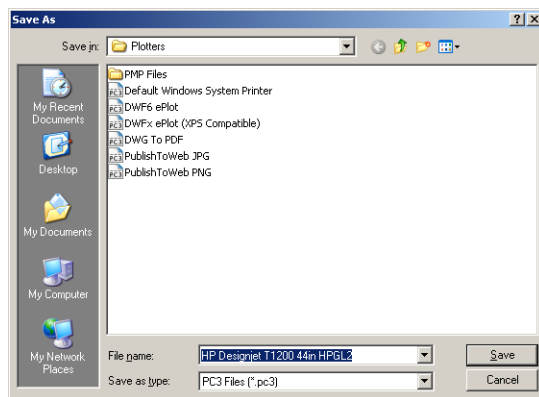 Save As
Save in:
Plotters
My Recent
Documents
Desktop
My Documents
My Computer
My Network
Places
PMP Files
Default Windows System Printer
DWF6 ePlot
DWFx ePlot (XPS Compatible)
DWG To PDF
PublishToWeb JPG
PublishToWeb PNG
File name:
HP Designjet T1200 44in HPGL2
Save
Save as type:
PC3 Files (*.pc3)
Cancel